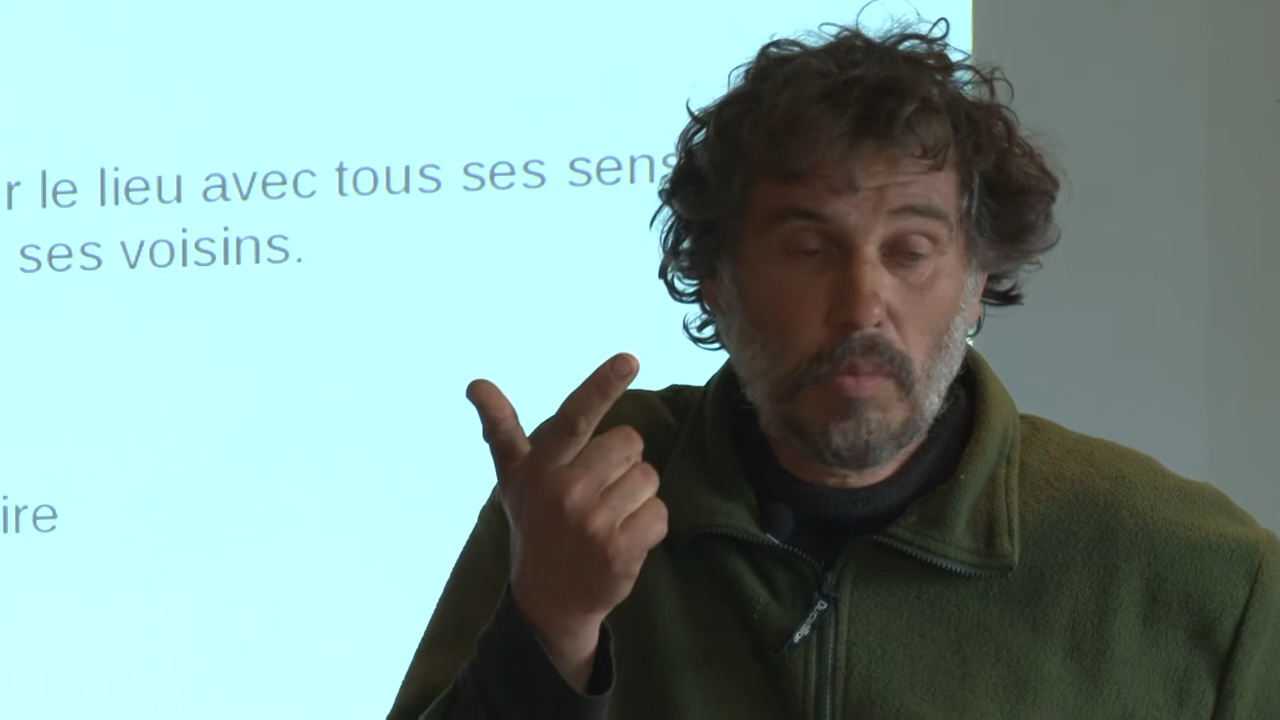 r le lieu avec tous ses sens
ses voisins.
ire